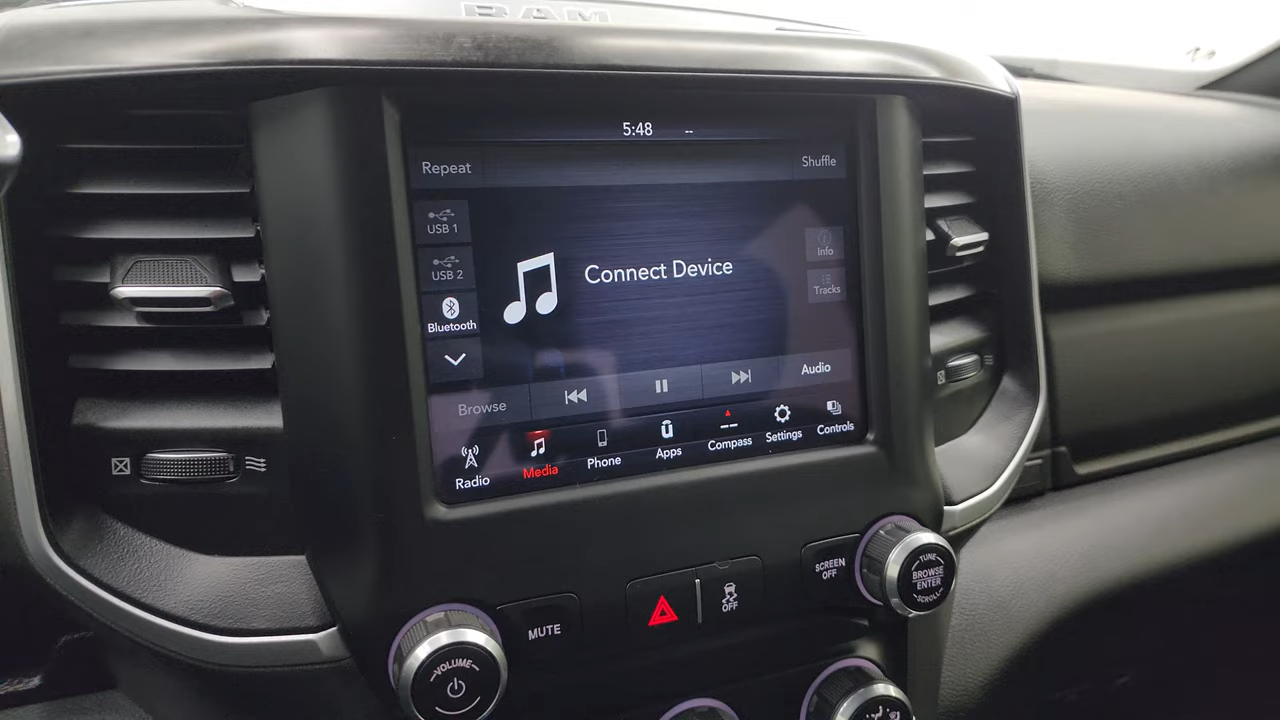 RAM
5:48 --
Repeat
Shuffle
USB 1
USB 2
Bluetooth
Connect Device
Info
Tracks
Browse
Audio
Radio
Media
Phone
Apps
Compass
Settings
Controls
SCREEN
OFF
TUNE
BROWSE
ENTER
SCROLL
OFF
MUTE
VOLUME